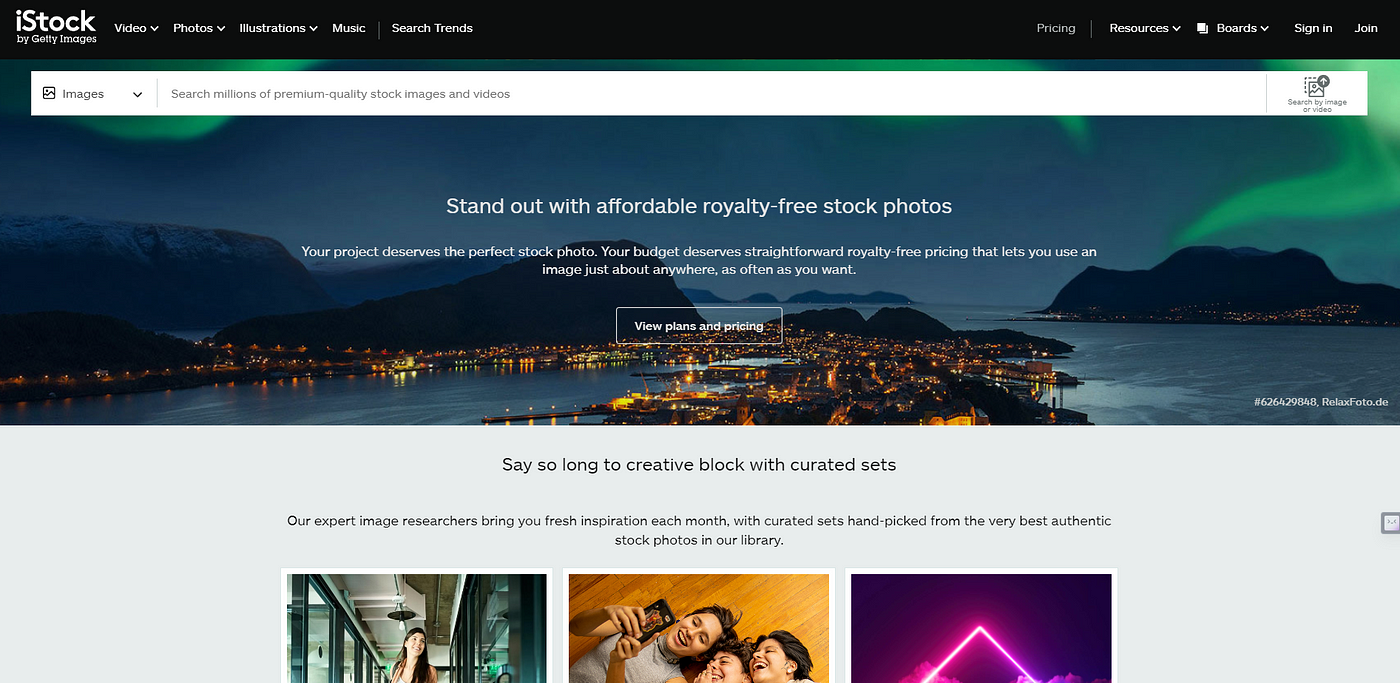 iStock
by Getty Images
Video
Photos
Illustrations
Music
Search Trends
Pricing
Resources
Boards
Sign in
Join
Images
Search millions of premium-quality stock images and videos
Search by image
or video
Stand out with affordable royalty-free stock photos
Your project deserves the perfect stock photo. Your budget deserves straightforward royalty-free pricing that lets you use an
image just about anywhere, as often as you want.
View plans and pricing
#626429848, RelaxFoto.de
Say so long to creative block with curated sets
Our expert image researchers bring you fresh inspiration each month, with curated sets hand-picked from the very best authentic
stock photos in our library.